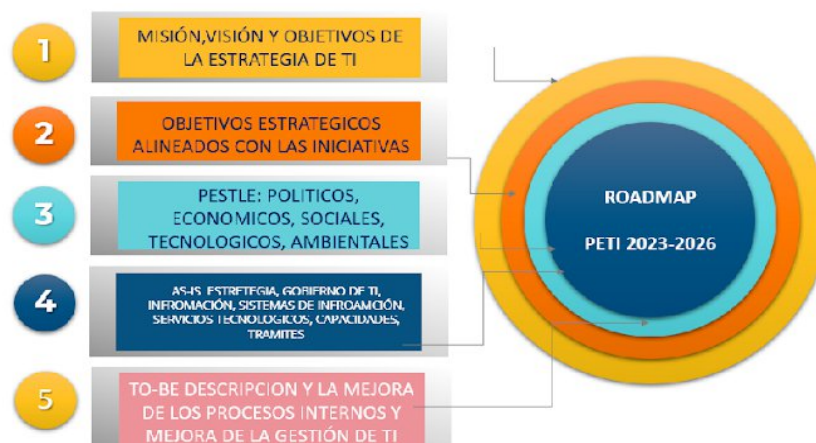 1
MISIÓN,VISIÓN Y OBJETIVOS DE
LA ESTRATEGIA DE TI
2
OBJETIVOS ESTRATEGICOS
ALINEADOS CON LAS INICIATIVAS
3
PESTLE: POLITICOS,
ECONOMICOS, SOCIALES,
TECNOLOGICOS, AMBIENTALES
4
AS-IS ESTRETEGIA, GOBIERNO DE TI,
INFROMACIÓN, SISTEMAS DE INFROAMCIÓN,
SERVICIOS TECNOLOGICOS, CAPACIDADES,
TRAMITES
5
TO-BE DESCRIPCION Y LA MEJORA
DE LOS PROCESOS INTERNOS Y
MEJORA DE LA GESTIÓN DE TI
ROADMAP
PETI 2023-2026